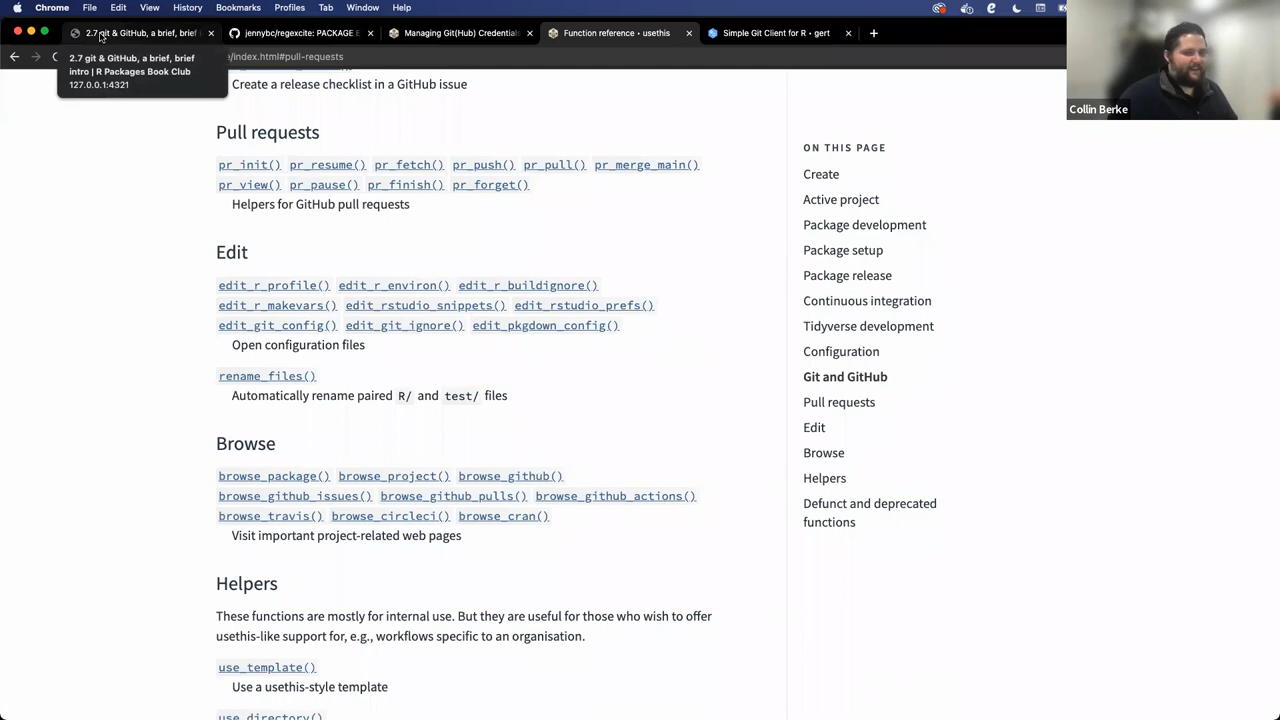 Chrome File Edit View History Bookmarks Profiles Tab Window Help
2.7 git & GitHub, a brief, brief
jennybc/regexcite: PACKAGE
Managing Git(Hub) Credentials
Function reference • usethis
Simple Git Client for R • gert
/index.html#pull-requests
2.7 git & GitHub, a brief, brief
intro | R Packages Book Club
127.0.0.1:4321
Collin Berke
Create a release checklist in a GitHub issue
Pull requests
pr_init() pr_resume() pr_fetch() pr_push() pr_pull() pr_merge_main()
pr_view() pr_pause() pr_finish() pr_forget()
Helpers for GitHub pull requests
Edit
edit_r_profile() edit_r_environ() edit_r_buildignore()
edit_r_makevars() edit_rstudio_snippets() edit_rstudio_prefs()
edit_git_config() edit_git_ignore() edit_pkgdown_config()
Open configuration files
rename_files()
Automatically rename paired R/ and test/ files
Browse
browse_package() browse_project() browse_github()
browse_github_issues() browse_github_pulls() browse_github_actions()
browse_travis() browse_circleci() browse_cran()
Visit important project-related web pages
Helpers
These functions are mostly for internal use. But they are useful for those who wish to offer
usethis-like support for, e.g., workflows specific to an organisation.
use_template()
Use a usethis-style template
use_directory()
ON THIS PAGE
Create
Active project
Package development
Package setup
Package release
Continuous integration
Tidyverse development
Configuration
Git and GitHub
Pull requests
Edit
Browse
Helpers
Defunct and deprecated
functions